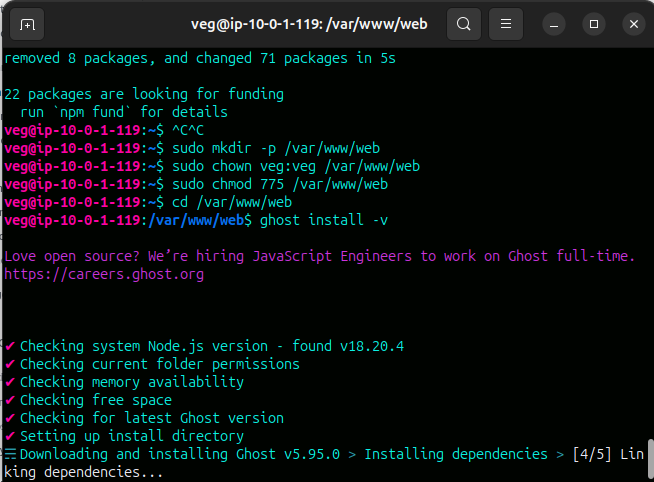 veg@ip-10-0-1-119: /var/www/web
removed 8 packages, and changed 71 packages in 5s
22 packages are looking for funding
  run `npm fund` for details
veg@ip-10-0-1-119:~$ ^C^C
veg@ip-10-0-1-119:~$ sudo mkdir -p /var/www/web
veg@ip-10-0-1-119:~$ sudo chown veg:veg /var/www/web
veg@ip-10-0-1-119:~$ sudo chmod 775 /var/www/web
veg@ip-10-0-1-119:~$ cd /var/www/web
veg@ip-10-0-1-119:/var/www/web$ ghost install -v
Love open source? We’re hiring JavaScript Engineers to work on Ghost full-time.
https://careers.ghost.org
✔ Checking system Node.js version - found v18.20.4
✔ Checking current folder permissions
✔ Checking memory availability
✔ Checking free space
✔ Checking for latest Ghost version
✔ Setting up install directory
☰ Downloading and installing Ghost v5.95.0 > Installing dependencies > [4/5] Lin
king dependencies...